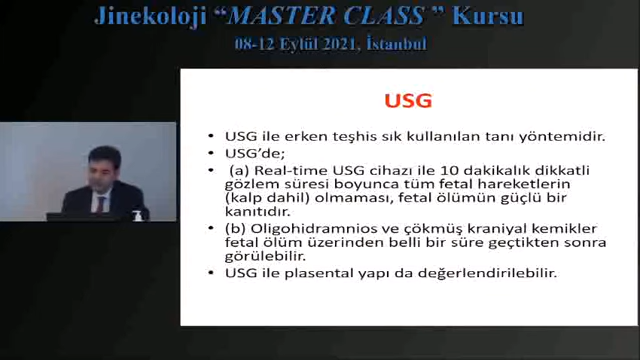 Jinekoloji “MASTER CLASS ” Kursu
08-12 Eylül 2021, İstanbul
USG
• USG ile erken teşhis sık kullanılan tanı yöntemidir.
• USG’de;
• (a) Real-time USG cihazı ile 10 dakikalık dikkatli
gözlem süresi boyunca tüm fetal hareketlerin
(kalp dahil) olmaması, fetal ölümün güçlü bir
kanıtıdır.
• (b) Oligohidramnios ve çökmüş kraniyal kemikler
fetal ölüm üzerinden belli bir süre geçtikten sonra
görülebilir.
• USG ile plasental yapı da değerlendirilebilir.